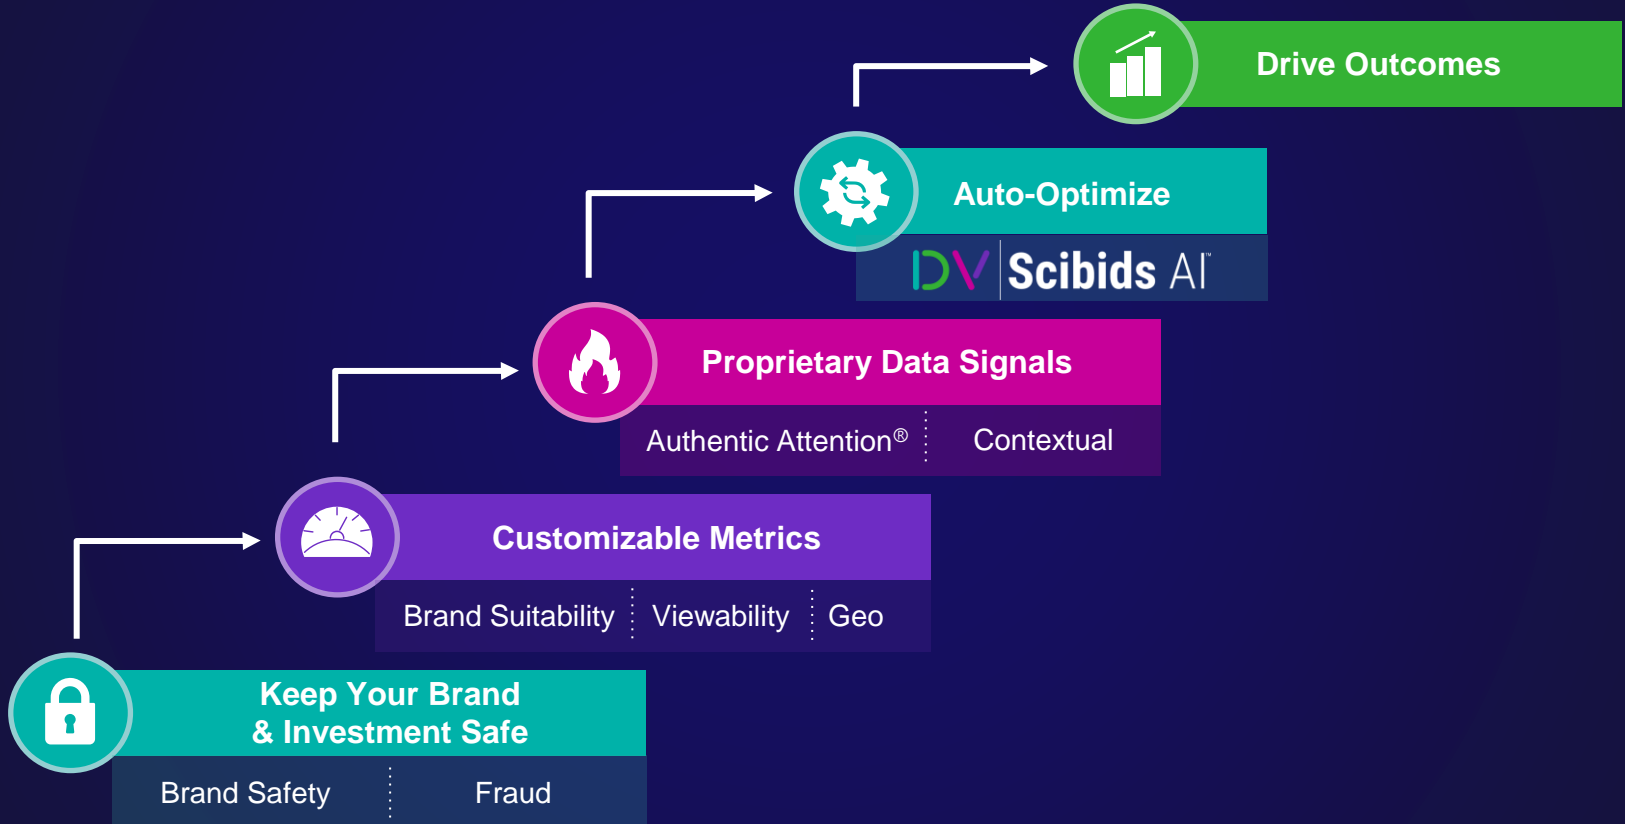 Drive Outcomes
Auto-Optimize
DV Scibids AI™
Proprietary Data Signals
Authentic Attention® Contextual
Customizable Metrics
Brand Suitability Viewability Geo
Keep Your Brand
& Investment Safe
Brand Safety Fraud